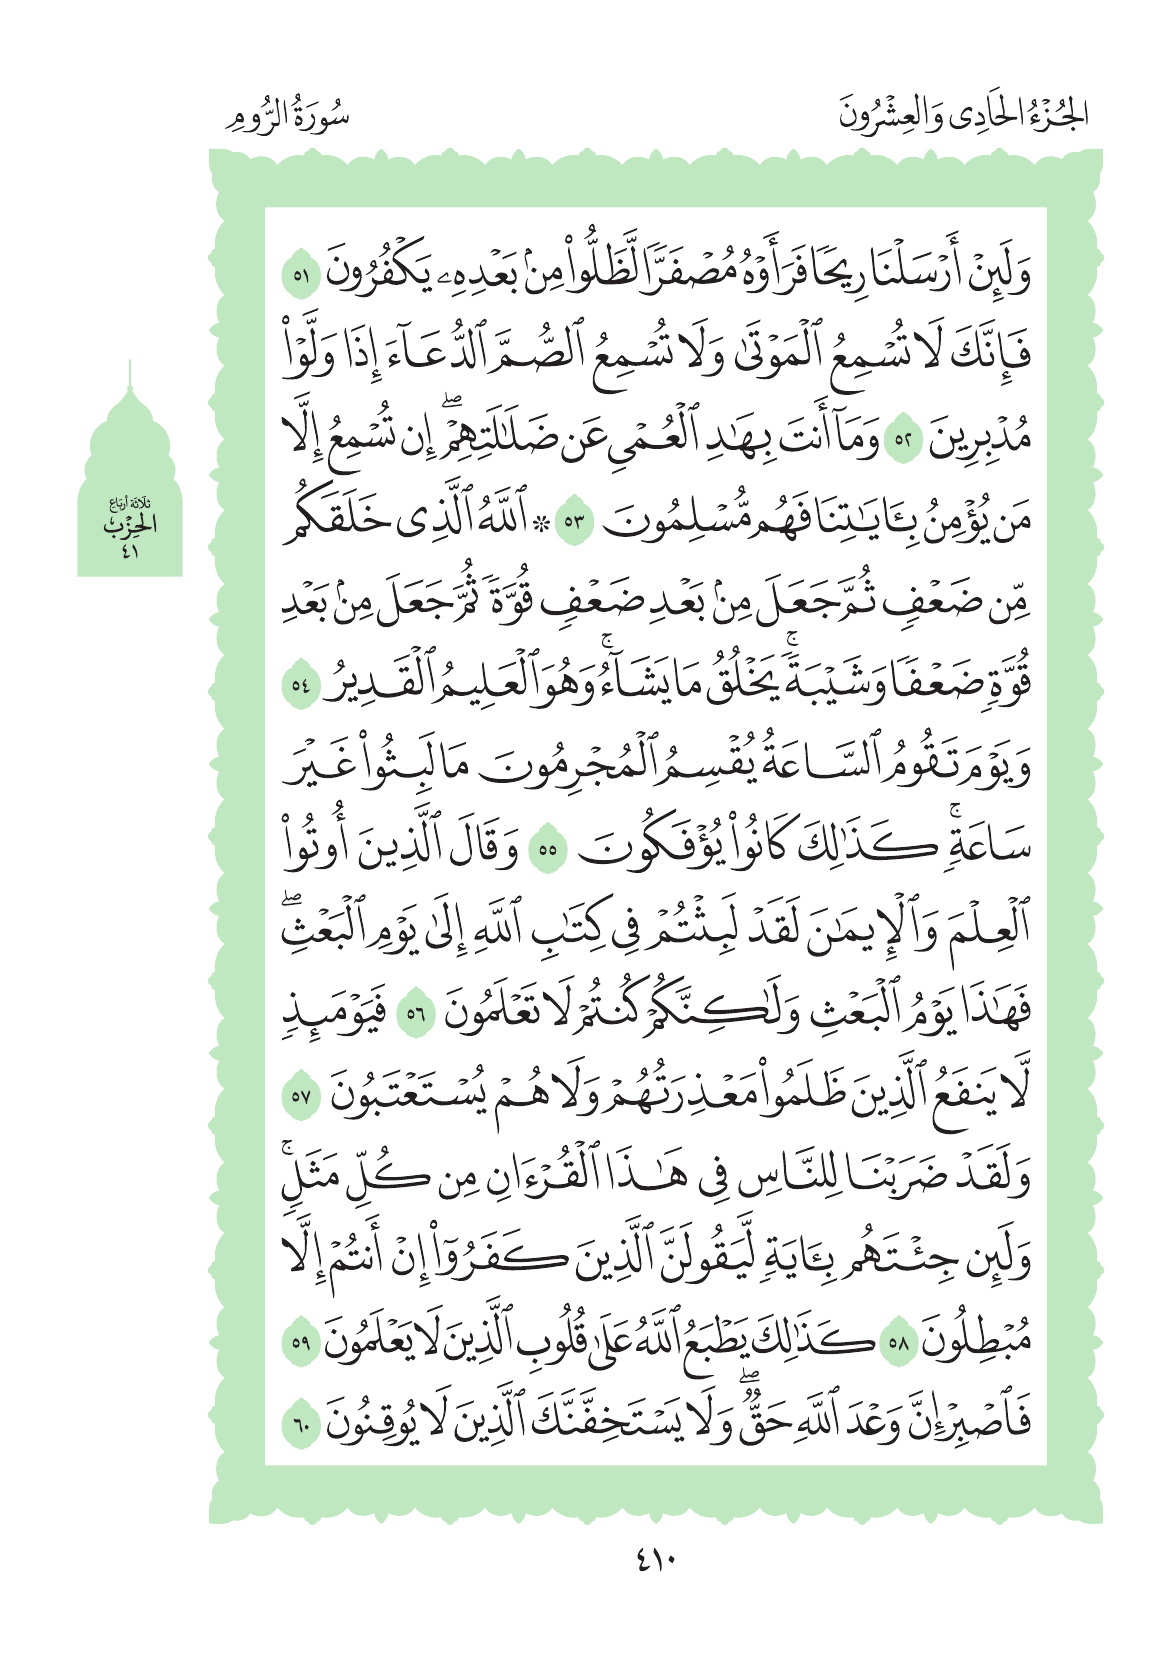 الجُزْءُ الحَادِى وَالعِشْرُونَ
سُورَةُ الرُّومِ
وَلَئِنْ أَرْسَلْنَا رِيحًا فَرَأَوْهُ مُصْفَرًّا لَّظَلُّوا۟ مِنۢ بَعْدِهِۦ يَكْفُرُونَ ٥١
فَإِنَّكَ لَا تُسْمِعُ ٱلْمَوْتَىٰ وَلَا تُسْمِعُ ٱلصُّمَّ ٱلدُّعَآءَ إِذَا وَلَّوْا۟
مُدْبِرِينَ ٥٢ وَمَآ أَنتَ بِهَـٰدِ ٱلْعُمْىِ عَن ضَلَـٰلَتِهِمْ ۖ إِن تُسْمِعُ إِلَّا
مَن يُؤْمِنُ بِـَٔايَـٰتِنَا فَهُم مُّسْلِمُونَ ٥٣ ۞ ٱللَّهُ ٱلَّذِى خَلَقَكُم
مِّن ضَعْفٍ ثُمَّ جَعَلَ مِنۢ بَعْدِ ضَعْفٍ قُوَّةً ثُمَّ جَعَلَ مِنۢ بَعْدِ
قُوَّةٍ ضَعْفًا وَشَيْبَةً ۚ يَخْلُقُ مَا يَشَآءُ ۚ وَهُوَ ٱلْعَلِيمُ ٱلْقَدِيرُ ٥٤
وَيَوْمَ تَقُومُ ٱلسَّاعَةُ يُقْسِمُ ٱلْمُجْرِمُونَ مَا لَبِثُوا۟ غَيْرَ
سَاعَةٍ ۚ كَذَٰلِكَ كَانُوا۟ يُؤْفَكُونَ ٥٥ وَقَالَ ٱلَّذِينَ أُوتُوا۟
ٱلْعِلْمَ وَٱلْإِيمَـٰنَ لَقَدْ لَبِثْتُمْ فِى كِتَـٰبِ ٱللَّهِ إِلَىٰ يَوْمِ ٱلْبَعْثِ ۖ
فَهَـٰذَا يَوْمُ ٱلْبَعْثِ وَلَـٰكِنَّكُمْ كُنتُمْ لَا تَعْلَمُونَ ٥٦ فَيَوْمَئِذٍ
لَّا يَنفَعُ ٱلَّذِينَ ظَلَمُوا۟ مَعْذِرَتُهُمْ وَلَا هُمْ يُسْتَعْتَبُونَ ٥٧
وَلَقَدْ ضَرَبْنَا لِلنَّاسِ فِى هَـٰذَا ٱلْقُرْءَانِ مِن كُلِّ مَثَلٍ ۚ
وَلَئِن جِئْتَهُم بِـَٔايَةٍ لَّيَقُولَنَّ ٱلَّذِينَ كَفَرُوٓا۟ إِنْ أَنتُمْ إِلَّا
مُبْطِلُونَ ٥٨ كَذَٰلِكَ يَطْبَعُ ٱللَّهُ عَلَىٰ قُلُوبِ ٱلَّذِينَ لَا يَعْلَمُونَ ٥٩
فَٱصْبِرْ إِنَّ وَعْدَ ٱللَّهِ حَقٌّ ۖ وَلَا يَسْتَخِفَّنَّكَ ٱلَّذِينَ لَا يُوقِنُونَ ٦٠
ثلاثة أرباع
الحِزْبُ
٤١
٤١٠